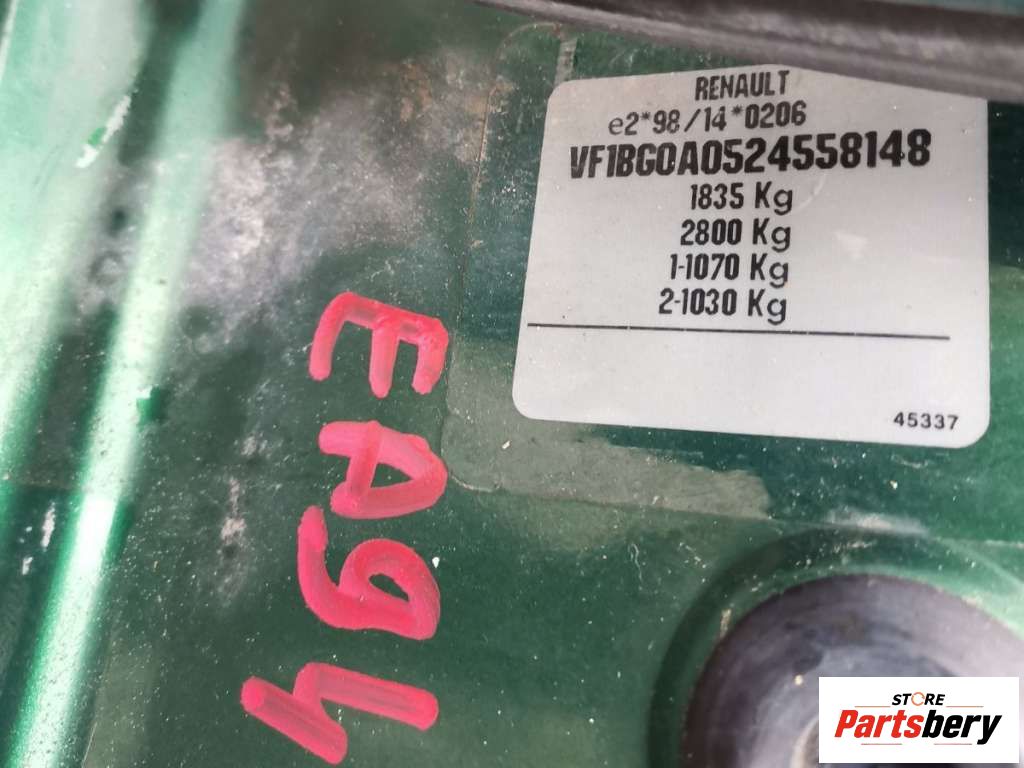 RENAULT
e2*98/14*0206
VF1BG0A0524558148
1835 Kg
2800 Kg
1-1070 Kg
2-1030 Kg
45337
EA94
STORE
Partsbery